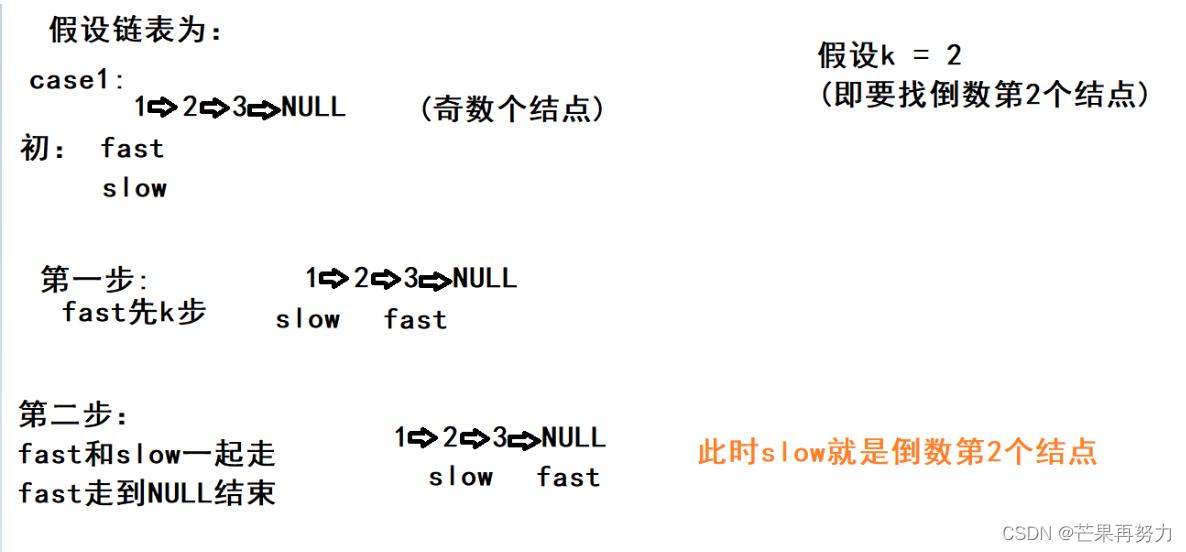 假设链表为：
假设k = 2
(即要找倒数第2个结点)
case1:
1⇨2⇨3⇨NULL (奇数个结点)
初： fast
slow
第一步: 1⇨2⇨3⇨NULL
fast先k步 slow fast
第二步：
fast和slow一起走 1⇨2⇨3⇨NULL
slow fast
fast走到NULL结束
此时slow就是倒数第2个结点
CSDN @芒果再努力